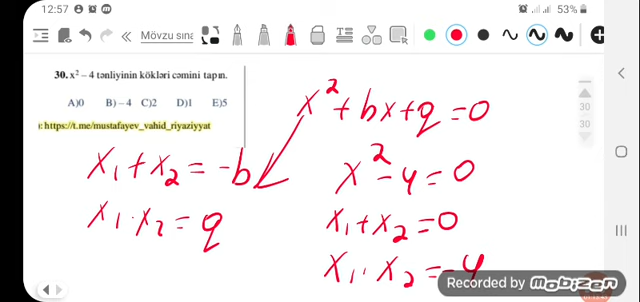 12:57
53%
Mövzu sına
30. x² – 4 tənliyinin kökləri cəmini tapın.
A)0 B) – 4 C)2 D)1 E)5
: https://t.me/mustafayev_vahid_riyaziyyat
x² + bx + q = 0
x₁ + x₂ = -b
x₁ · x₂ = q
x² - 4 = 0
x₁ + x₂ = 0
x₁ · x₂ = -4
30
30
Recorded by Mobizen